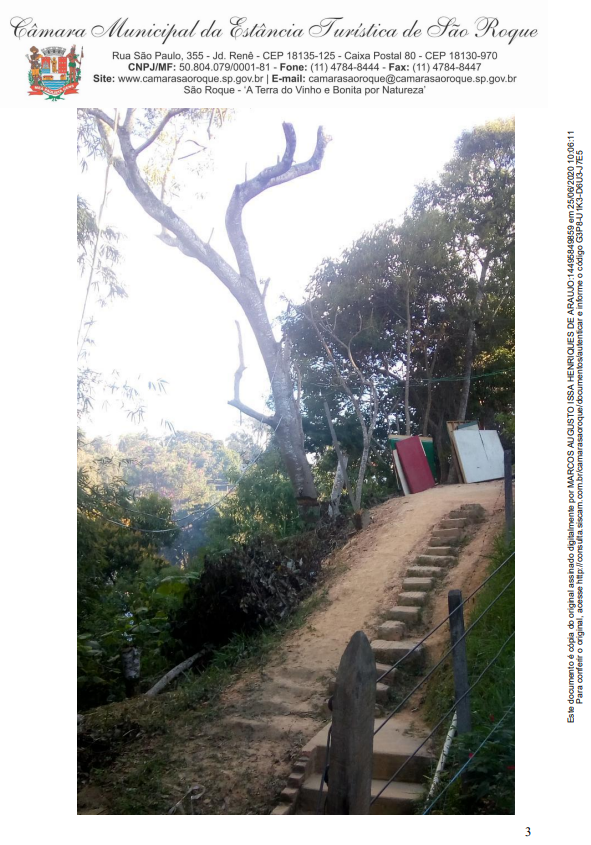 Câmara Municipal da Estância Turística de São Roque
Rua São Paulo, 355 - Jd. Renê - CEP 18135-125 - Caixa Postal 80 - CEP 18130-970
CNPJ/MF: 50.804.079/0001-81 - Fone: (11) 4784-8444 - Fax: (11) 4784-8447
Site: www.camarasaoroque.sp.gov.br | E-mail: camarasaoroque@camarasaoroque.sp.gov.br
São Roque - ‘A Terra do Vinho e Bonita por Natureza’
Este documento é cópia do original assinado digitalmente por MARCOS AUGUSTO ISSA HENRIQUES DE ARAUJO:14495849859 em 25/06/2020 10:06:11
Para conferir o original, acesse http://consulta.siscam.com.br/camarasaoroque/documentos/autenticar e informe o código G3P8-U1K3-D6U3-J7E5
3